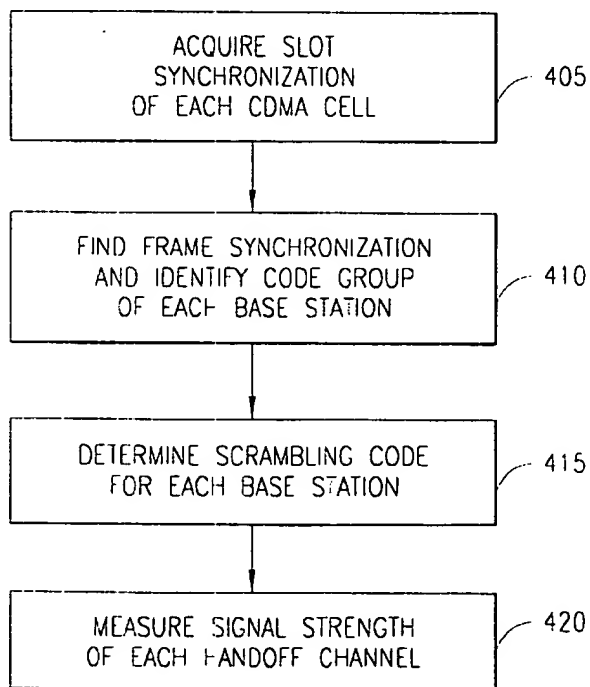 ACQUIRE SLOT
SYNCHRONIZATION
OF EACH CDMA CELL
405
FIND FRAME SYNCHRONIZATION
AND IDENTIFY CODE GROUP
OF EACH BASE STATION
410
DETERMINE SCRAMBLING CODE
FOR EACH BASE STATION
415
MEASURE SIGNAL STRENGTH
OF EACH HANDOFF CHANNEL
420